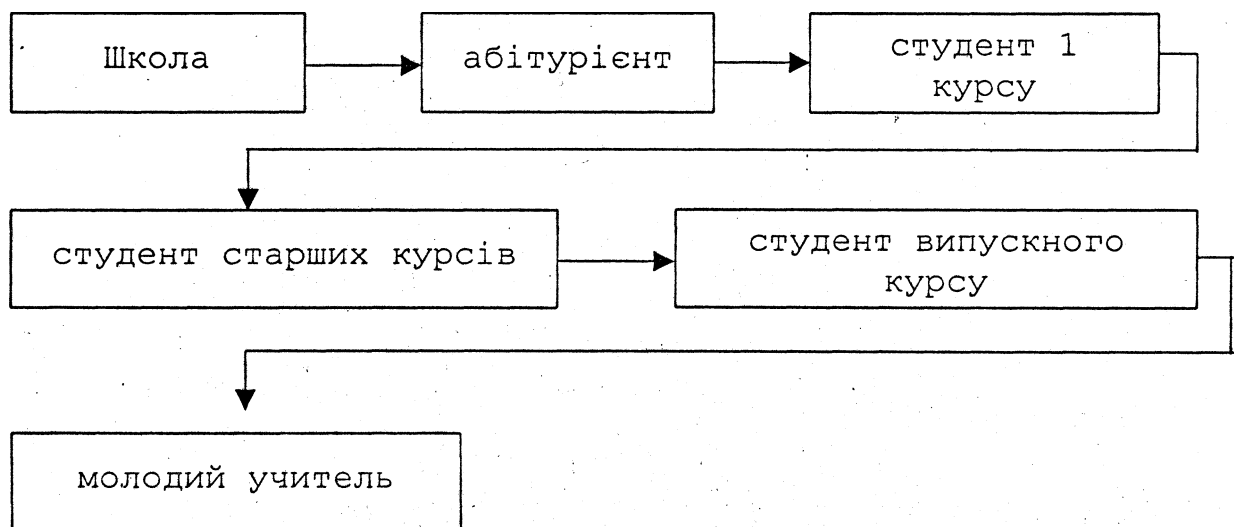 Школа
абітурієнт
студент 1
курсу
студент старших курсів
студент випускного
курсу
молодий учитель